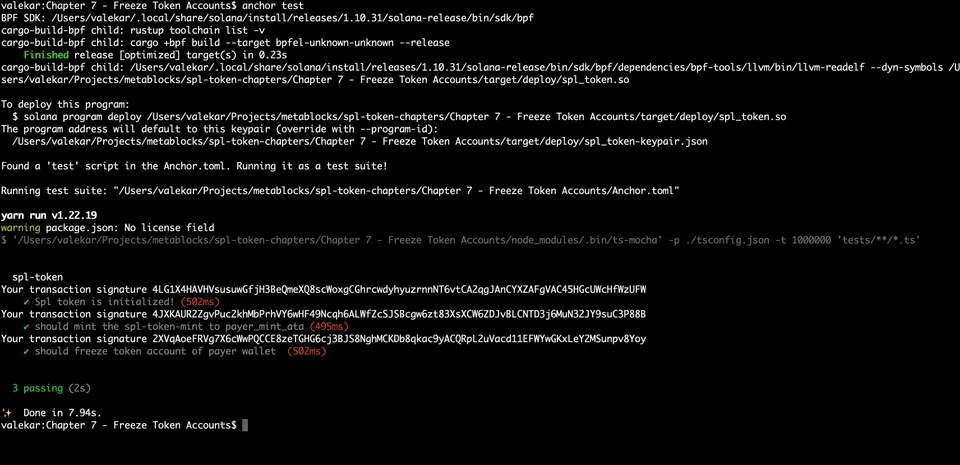 valekar:Chapter 7 - Freeze Token Accounts$ anchor test
BPF SDK: /Users/valekar/.local/share/solana/install/releases/1.10.31/solana-release/bin/sdk/bpf
cargo-build-bpf child: rustup toolchain list -v
cargo-build-bpf child: cargo +bpf build --target bpfel-unknown-unknown --release
Finished release [optimized] target(s) in 0.23s
cargo-build-bpf child: /Users/valekar/.local/share/solana/install/releases/1.10.31/solana-release/bin/sdk/bpf/dependencies/bpf-tools/llvm/bin/llvm-readelf --dyn-symbols /U
sers/valekar/Projects/metablocks/spl-token-chapters/Chapter 7 - Freeze Token Accounts/target/deploy/spl_token.so
To deploy this program:
$ solana program deploy /Users/valekar/Projects/metablocks/spl-token-chapters/Chapter 7 - Freeze Token Accounts/target/deploy/spl_token.so
The program address will default to this keypair (override with --program-id):
/Users/valekar/Projects/metablocks/spl-token-chapters/Chapter 7 - Freeze Token Accounts/target/deploy/spl_token-keypair.json
Found a 'test' script in the Anchor.toml. Running it as a test suite!
Running test suite: "/Users/valekar/Projects/metablocks/spl-token-chapters/Chapter 7 - Freeze Token Accounts/Anchor.toml"
yarn run v1.22.19
warning package.json: No license field
$ '/Users/valekar/Projects/metablocks/spl-token-chapters/Chapter 7 - Freeze Token Accounts/node_modules/.bin/ts-mocha' -p ./tsconfig.json -t 1000000 'tests/**/*.ts'
spl-token
Your transaction signature 4LG1X4HAVHVsusuwGfjH3BeQmeXQ8scWoxgCGhrcwdyhyuzrnnNT6vtCA2qgJAnCYXZAFgVAC45HGcUWcHfWzUFW
✔ Spl token is initialized! (502ms)
Your transaction signature 4JXKAUR2ZgvPuc2khMbPrhVY6wHF49Ncqh6ALWfZcSJSBcgw6zt83XsXCW6ZDJvBLCNTD3j6MuN32JY9suC3P88B
✔ should mint the spl-token-mint to payer_mint_ata (495ms)
Your transaction signature 2XVqAoeFRVg7X6cWwPQCCE8zeTGHG6cj3BJS8NghMCKDb8qkac9yACQRpL2uVacd11EFWYwGKxLeY2MSunpv8Yoy
✔ should freeze token account of payer wallet (502ms)
3 passing (2s)
✨ Done in 7.94s.
valekar:Chapter 7 - Freeze Token Accounts$